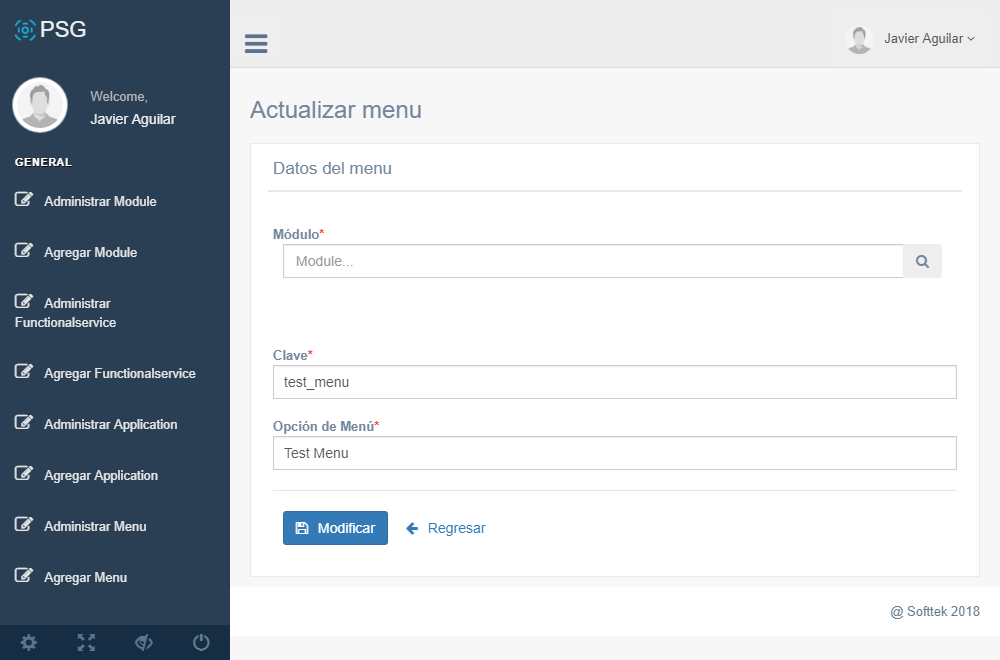 PSG
Welcome,
Javier Aguilar
GENERAL
Administrar Module
Agregar Module
Administrar
Functionalservice
Agregar Functionalservice
Administrar Application
Agregar Application
Administrar Menu
Agregar Menu
Javier Aguilar
Actualizar menu
Datos del menu
Módulo*
Module...
Clave*
test_menu
Opción de Menú*
Test Menu
Modificar
Regresar
@ Softtek 2018